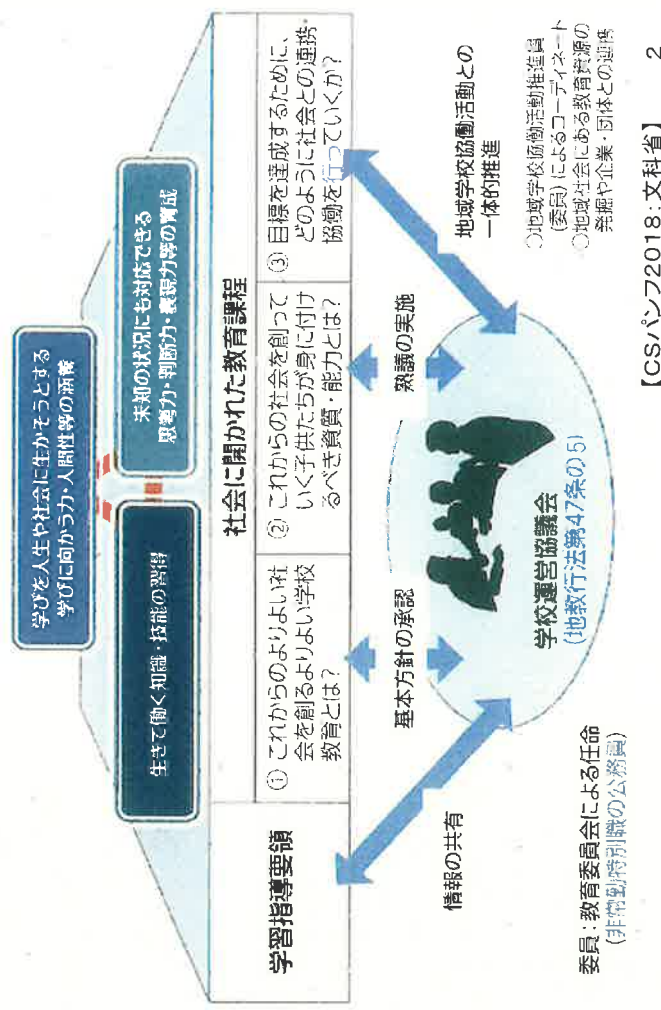 学びを人生や社会に生かそうとする
学びに向かう力・人間性等の涵養
生きて働く知識・技能の習得
未知の状況にも対応できる
思考力・判断力・表現力等の育成
学習指導要領
社会に開かれた教育課程
① これからのよりよい社
会を創るよりよい学校
教育とは?
② これからの社会を創って
いく子供たちが身に付け
るべき資質・能力とは?
③ 目標を達成するために、
どのように社会との連携・
協働を行っていくか?
情報の共有
基本方針の承認
熟議の実施
地域学校協働活動との
一体的推進
○地域学校協働活動推進員
(委員)によるコーディネート
○地域社会にある教育資源の
発掘や企業・団体との連携
学校運営協議会
(地教行法第47条の5)
委員:教育委員会による任命
(非常勤特別職の公務員)
【CSパンフ2018:文科省】
2